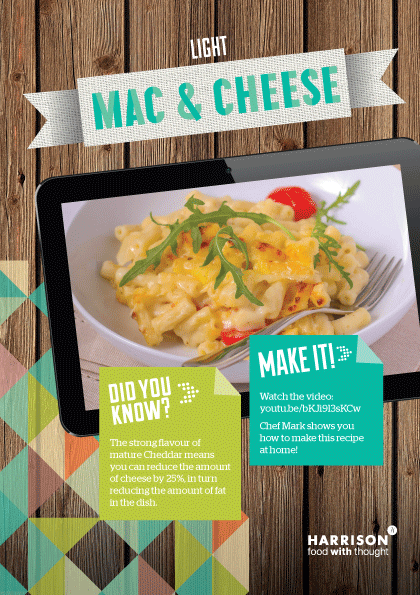 LIGHT
MAC & CHEESE
DID YOU
KNOW?
The strong flavour of
mature Cheddar means
you can reduce the amount
of cheese by 25%, in turn
reducing the amount of fat
in the dish.
MAKE IT!
Watch the video:
youtu.be/bKJi9I3sKCw
Chef Mark shows you
how to make this recipe
at home!
HARRISON
food with thought